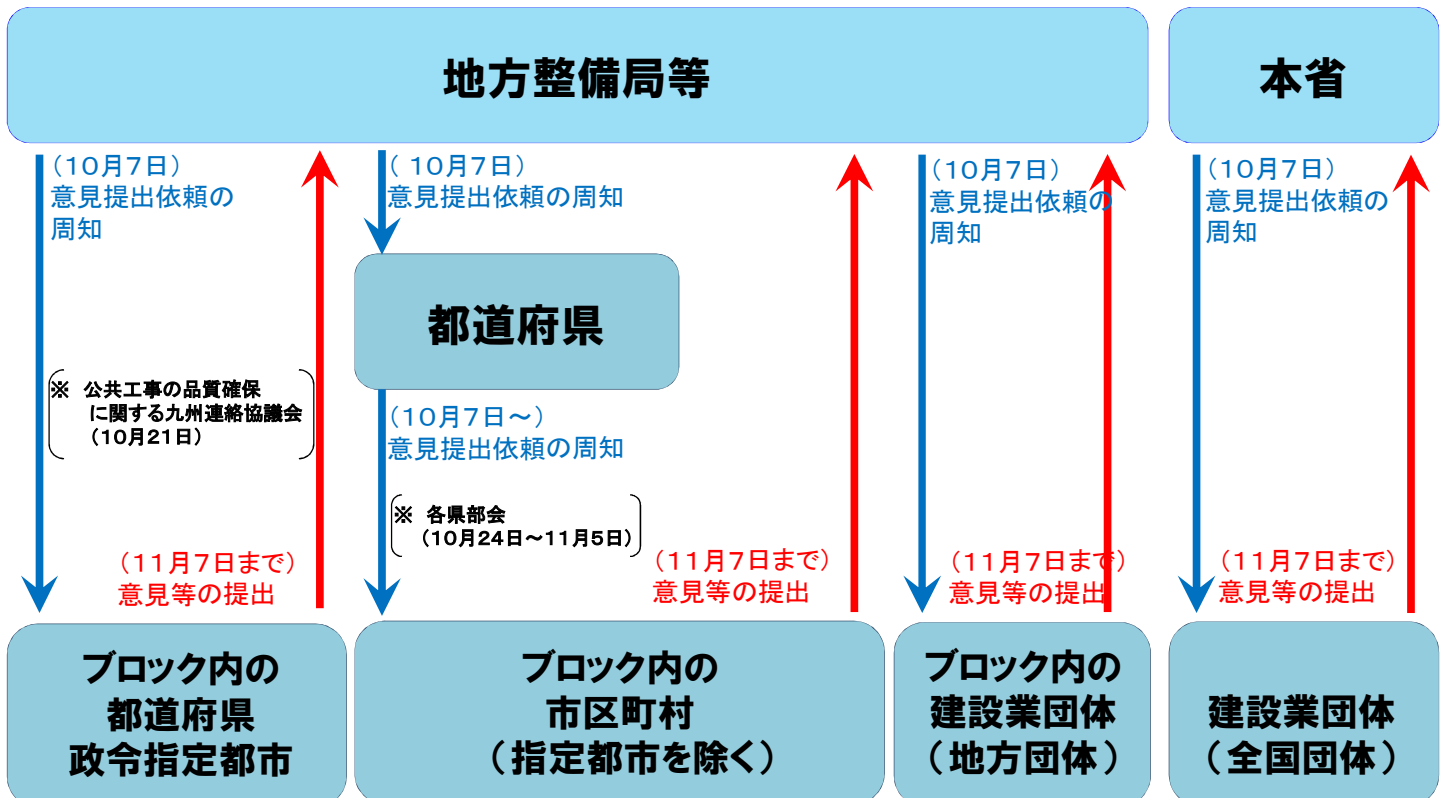 地方整備局等
本省
(10月7日)
意見提出依頼の
周知
※ 公共工事の品質確保
に関する九州連絡協議会
(10月21日)
(11月7日まで)
意見等の提出
ブロック内の
都道府県
政令指定都市
( 10月7日)
意見提出依頼の周知
都道府県
(10月7日～)
意見提出依頼の周知
※ 各県部会
(10月24日～11月5日)
(11月7日まで)
意見等の提出
ブロック内の
市区町村
(指定都市を除く)
(10月7日)
意見提出依頼の
周知
(11月7日まで)
意見等の提出
ブロック内の
建設業団体
(地方団体)
(10月7日)
意見提出依頼の
周知
(11月7日まで)
意見等の提出
建設業団体
(全国団体)